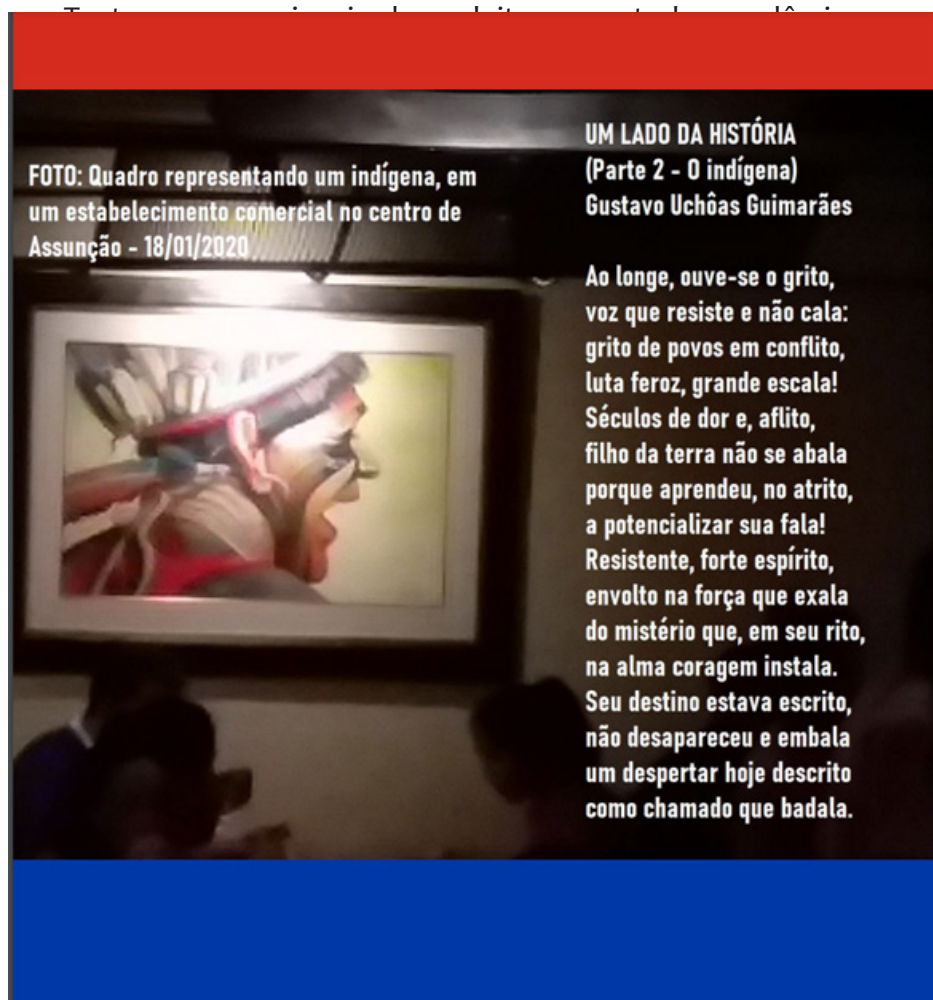 FOTO: Quadro representando um indígena, em
um estabelecimento comercial no centro de
Assunção - 18/01/2020
UM LADO DA HISTÓRIA
(Parte 2 - O indígena)
Gustavo Uchôas Guimarães
Ao longe, ouve-se o grito,
voz que resiste e não cala:
grito de povos em conflito,
luta feroz, grande escala!
Séculos de dor e, aflito,
filho da terra não se abala
porque aprendeu, no atrito,
a potencializar sua fala!
Resistente, forte espírito,
envolto na força que exala
do mistério que, em seu rito,
na alma coragem instala.
Seu destino estava escrito,
não desapareceu e embala
um despertar hoje descrito
como chamado que badala.